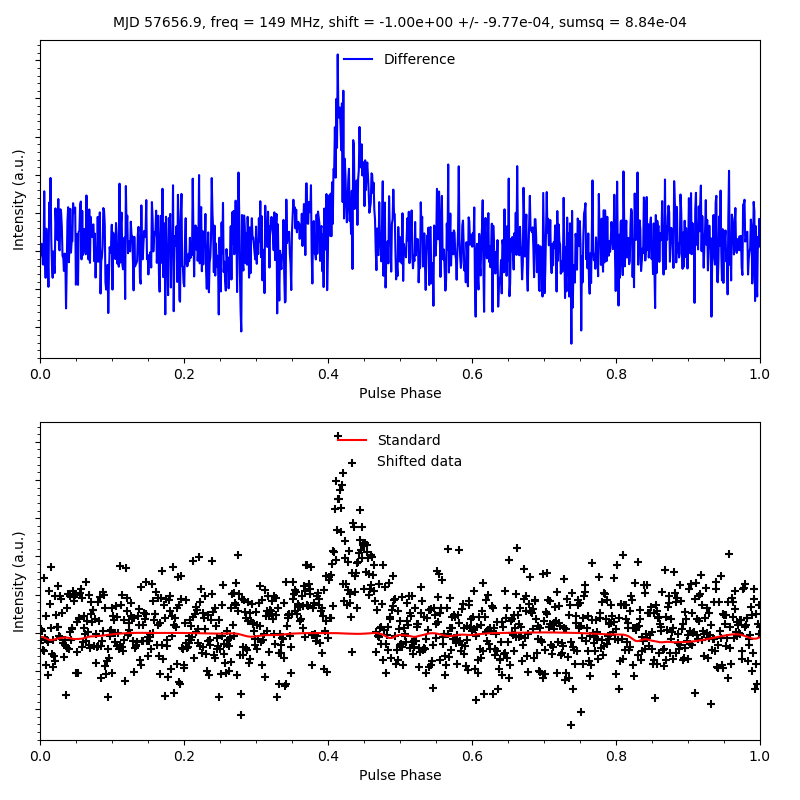 MJD 57656.9, freq = 149 MHz, shift = -1.00e+00 +/- -9.77e-04, sumsq = 8.84e-04
Difference
Intensity (a.u.)
0.0 0.2 0.4 0.6 0.8 1.0
Pulse Phase
Standard
Shifted data
Intensity (a.u.)
0.0 0.2 0.4 0.6 0.8 1.0
Pulse Phase